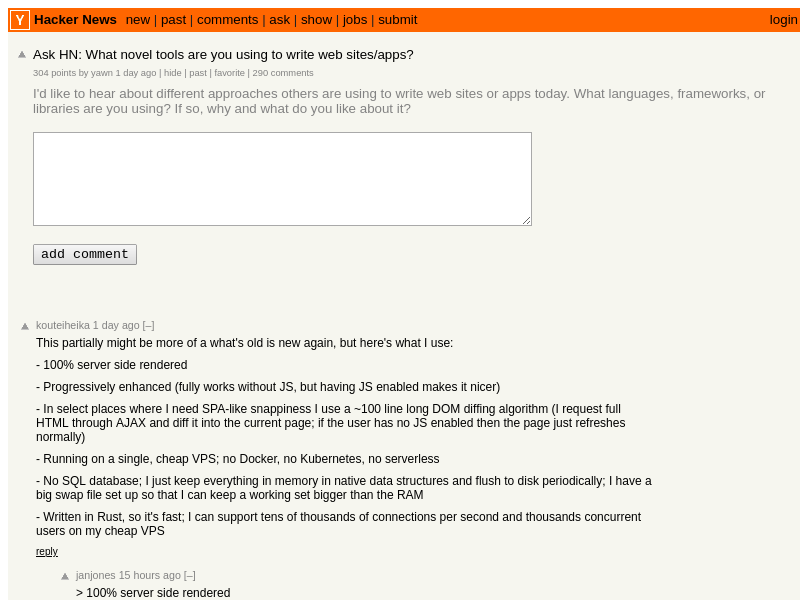 Y Hacker News new | past | comments | ask | show | jobs | submit login
Ask HN: What novel tools are you using to write web sites/apps?
304 points by yawn 1 day ago | hide | past | favorite | 290 comments
I'd like to hear about different approaches others are using to write web sites or apps today. What languages, frameworks, or
libraries are you using? If so, why and what do you like about it?
add comment
kouteiheika 1 day ago [–]
This partially might be more of a what's old is new again, but here's what I use:
- 100% server side rendered
- Progressively enhanced (fully works without JS, but having JS enabled makes it nicer)
- In select places where I need SPA-like snappiness I use a ~100 line long DOM diffing algorithm (I request full
HTML through AJAX and diff it into the current page; if the user has no JS enabled then the page just refreshes
normally)
- Running on a single, cheap VPS; no Docker, no Kubernetes, no serverless
- No SQL database; I just keep everything in memory in native data structures and flush to disk periodically; I have a
big swap file set up so that I can keep a working set bigger than the RAM
- Written in Rust, so it's fast; I can support tens of thousands of connections per second and thousands concurrent
users on my cheap VPS
reply
janjones 15 hours ago [–]
> 100% server side rendered